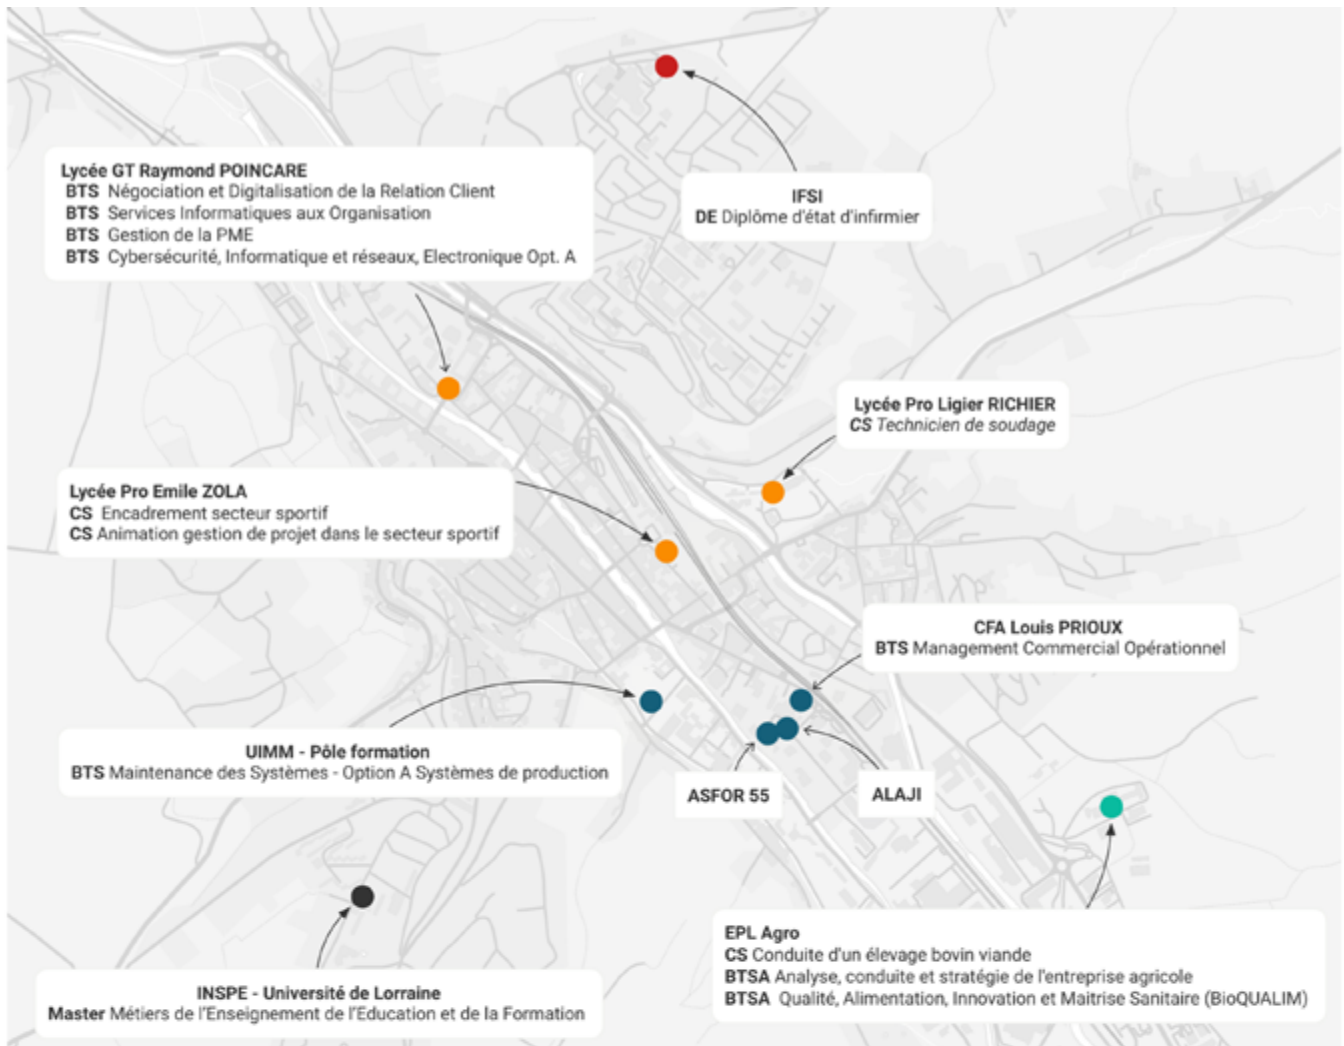 Lycée GT Raymond POINCARE
BTS Négociation et Digitalisation de la Relation Client
BTS Services Informatiques aux Organisation
BTS Gestion de la PME
BTS Cybersécurité, Informatique et réseaux, Electronique Opt. A
IFSI
DE Diplôme d'état d'infirmier
Lycée Pro Ligier RICHIER
CS Technicien de soudage
Lycée Pro Emile ZOLA
CS Encadrement secteur sportif
CS Animation gestion de projet dans le secteur sportif
CFA Louis PRIOUX
BTS Management Commercial Opérationnel
UIMM - Pôle formation
BTS Maintenance des Systèmes - Option A Systèmes de production
ASFOR 55
ALAJI
EPL Agro
CS Conduite d'un élevage bovin viande
BTSA Analyse, conduite et stratégie de l'entreprise agricole
BTSA Qualité, Alimentation, Innovation et Maitrise Sanitaire (BioQUALIM)
INSPE - Université de Lorraine
Master Métiers de l'Enseignement de l'Education et de la Formation